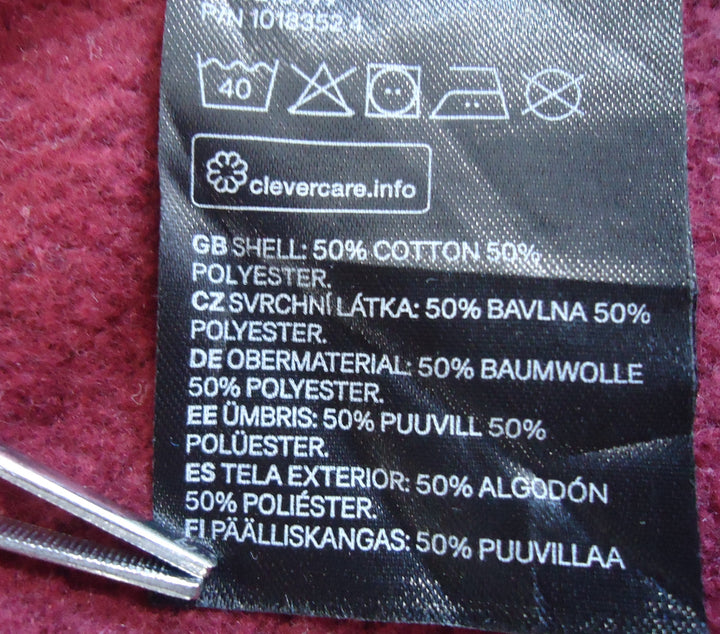 P/N 1018352.4
40
clevercare.info
GB SHELL: 50% COTTON 50%
POLYESTER.
CZ SVRCHNÍ LÁTKA: 50% BAVLNA 50%
POLYESTER.
DE OBERMATERIAL: 50% BAUMWOLLE
50% POLYESTER.
EE ÜMBRIS: 50% PUUVILL 50%
POLÜESTER.
ES TELA EXTERIOR: 50% ALGODÓN
50% POLIÉSTER.
FI PÄÄLLISKANGAS: 50% PUUVILLAA